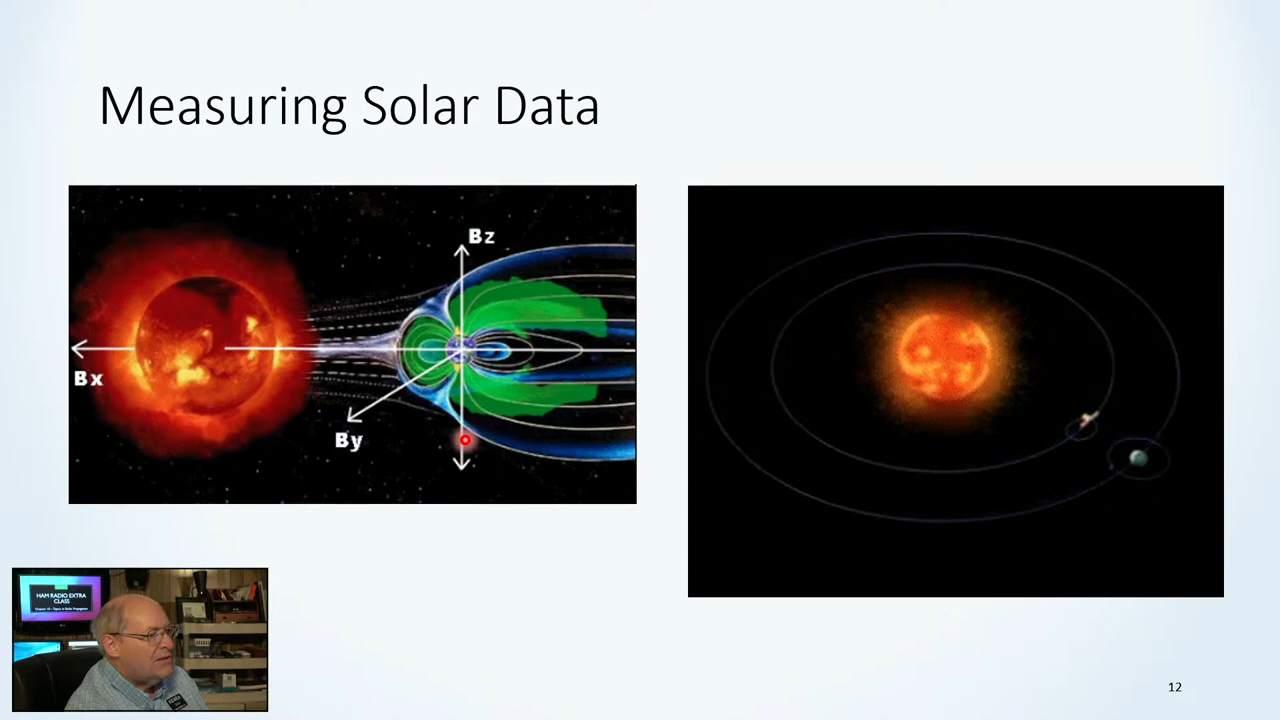 Measuring Solar Data
Bz
Bx
By
HAM RADIO EXTRA
CLASS
12